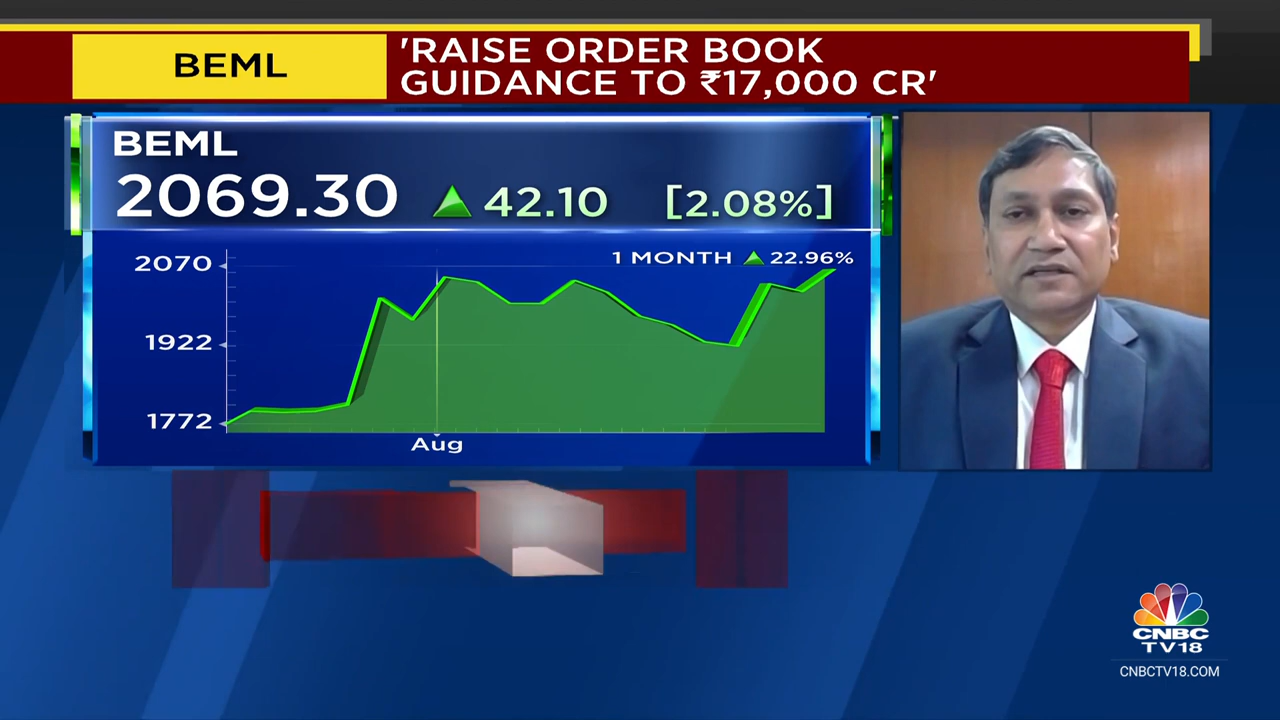 BEML
'RAISE ORDER BOOK
GUIDANCE TO ₹17,000 CR'
BEML
2069.30 ▲ 42.10 [2.08%]
1 MONTH ▲ 22.96%
2070
1922
1772
Aug
CNBC
TV18
CNBCTV18.COM